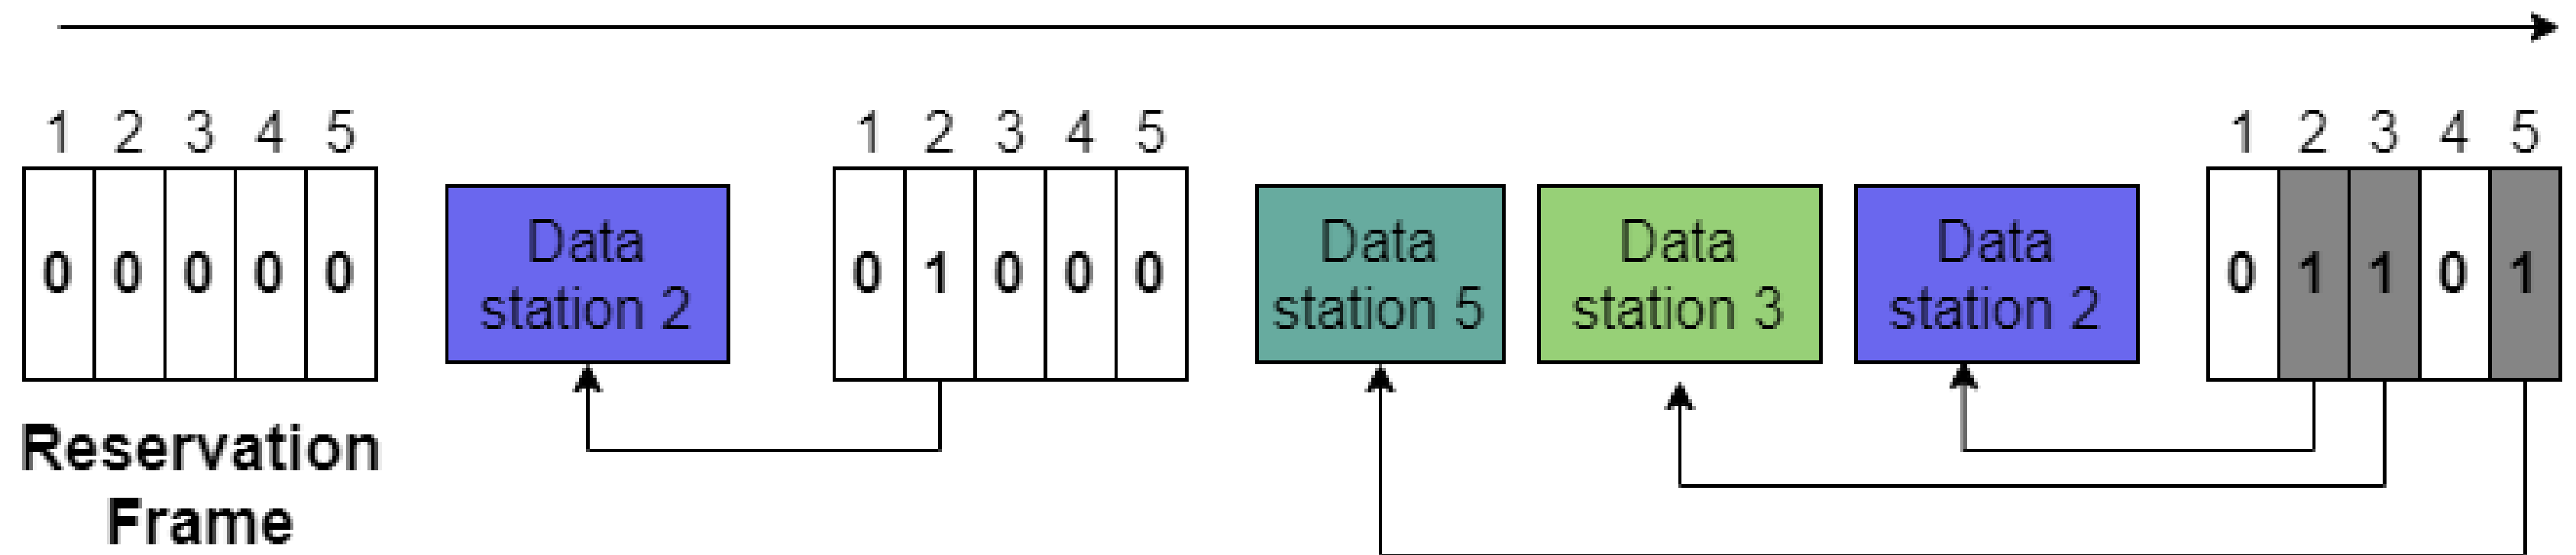 1 2 3 4 5
0 0 0 0 0
Reservation
Frame
Data
station 2
1 2 3 4 5
0 1 0 0 0
Data
station 5
Data
station 3
Data
station 2
1 2 3 4 5
0 1 1 0 1